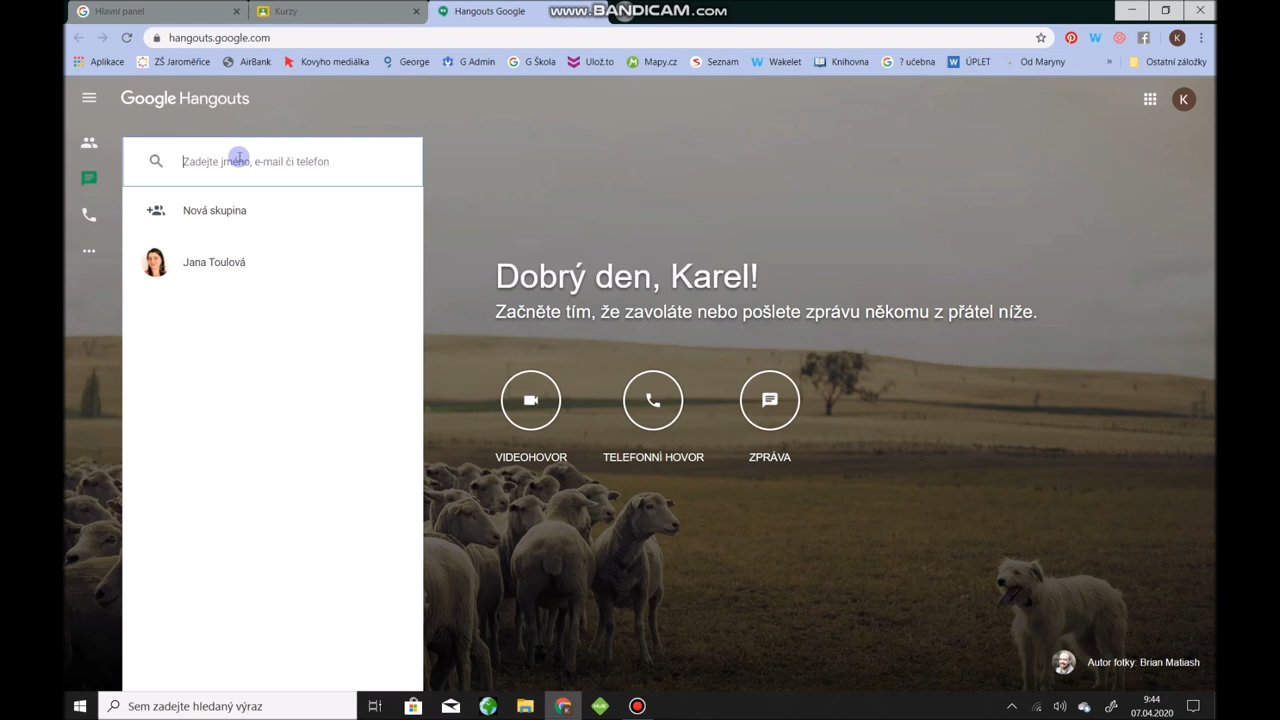 Hlavní panel
Kurzy
Hangouts Google
www.BANDICAM.com
hangouts.google.com
K
Aplikace
ZŠ Jaroměřice
AirBank
Kovyho mediálka
George
G Admin
G Škola
Ulož.to
Mapy.cz
Seznam
Wakelet
Knihovna
? učebna
ÚPLET
Od Maryny
»
Ostatní záložky
Google Hangouts
K
Zadejte jméno, e-mail či telefon
Nová skupina
Jana Toulová
Dobrý den, Karel!
Začněte tím, že zavoláte nebo pošlete zprávu někomu z přátel níže.
VIDEOHOVOR
TELEFONNÍ HOVOR
ZPRÁVA
Autor fotky: Brian Matiash
Sem zadejte hledaný výraz
9:44
07.04.2020